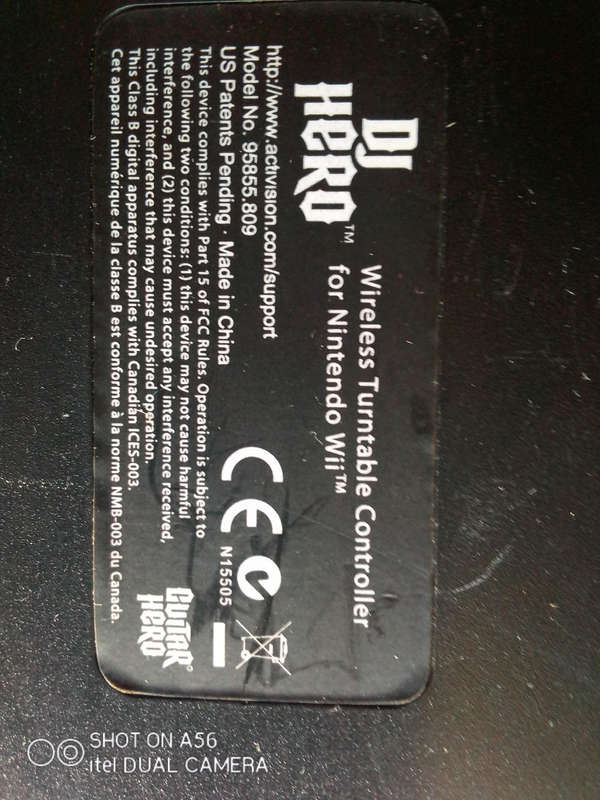 DJ
HERO™
Wireless Turntable Controller
for Nintendo Wii™
http://www.activision.com/support
Model No. 95855.809
US Patents Pending · Made in China
This device complies with Part 15 of FCC Rules. Operation is subject to
the following two conditions: (1) this device may not cause harmful
interference, and (2) this device must accept any interference received,
including interference that may cause undesired operation.
This Class B digital apparatus complies with Canadian ICES-003.
Cet appareil numérique de la classe B est conforme à la norme NMB-003 du Canada.
CE
N15505
GUITAR
HERO®
SHOT ON A56
itel DUAL CAMERA